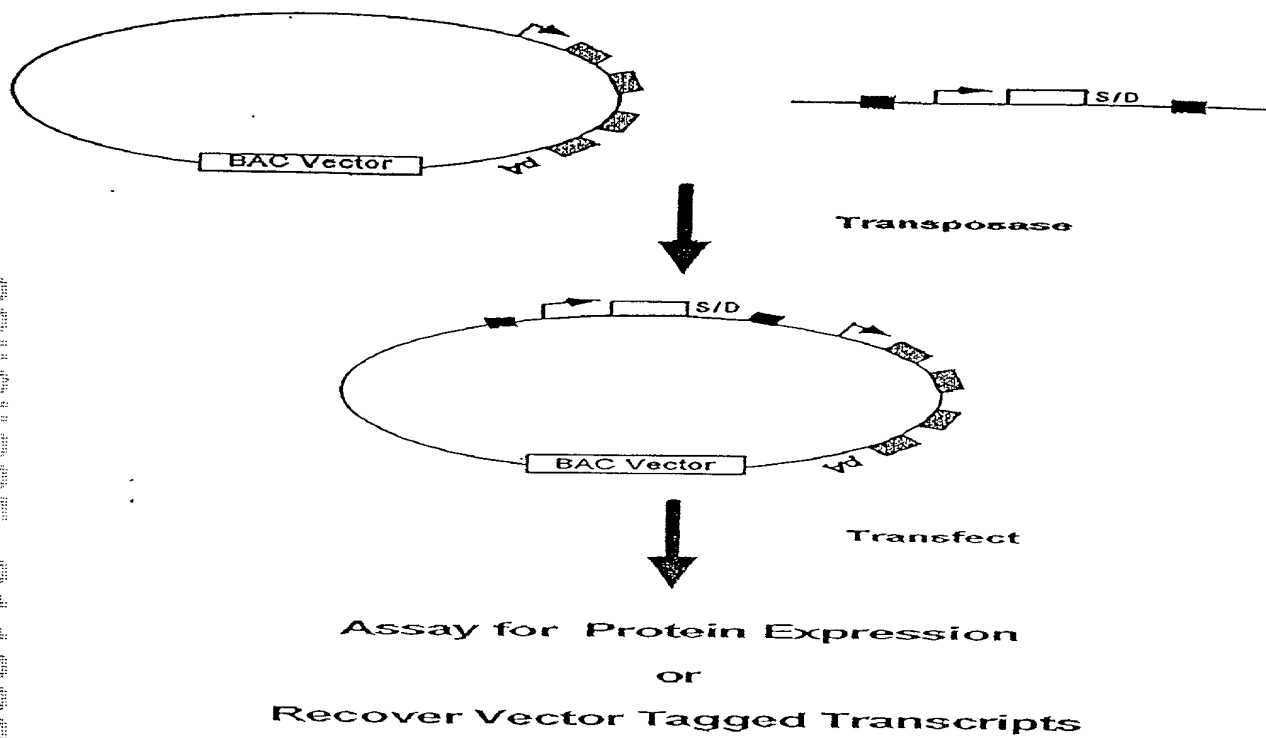 S/D
BAC Vector
pA
Transposase
S/D
BAC Vector
pA
Transfect
Assay for Protein Expression
or
Recover Vector Tagged Transcripts